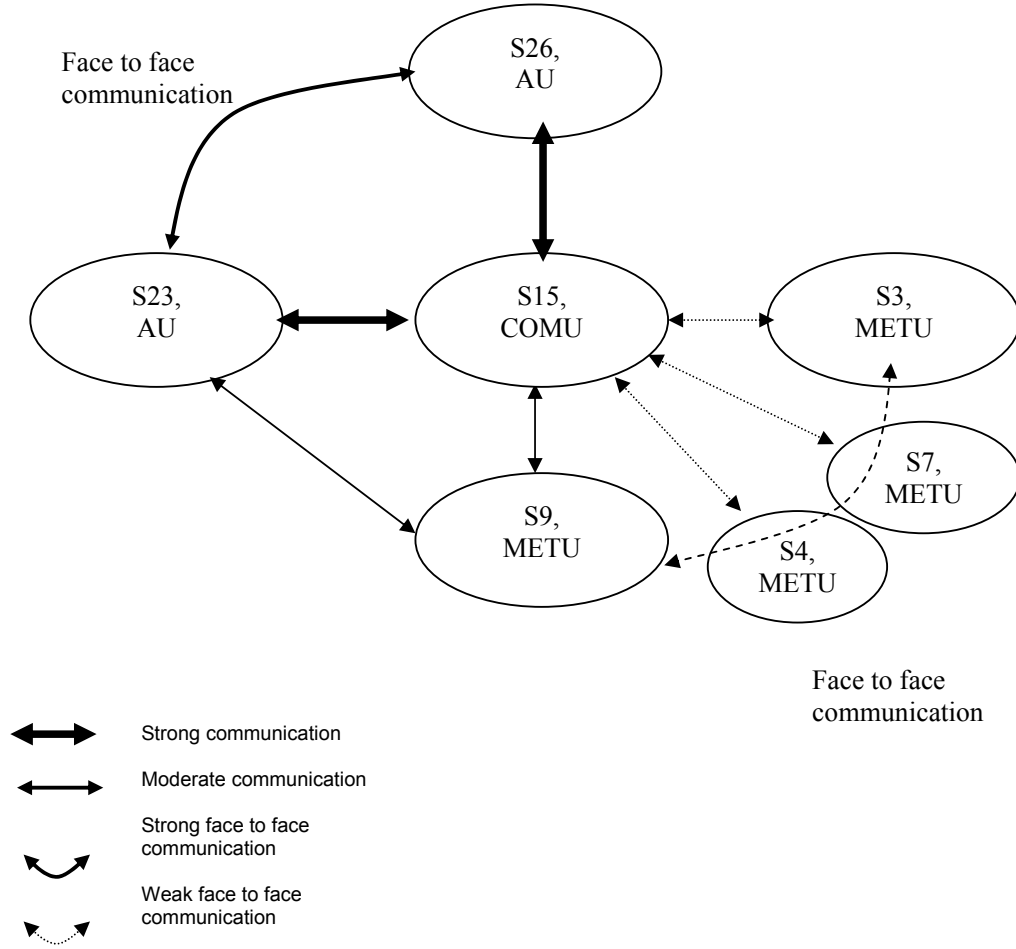 Face to face
communication
S26,
AU
S23,
AU
S15,
COMU
S3,
METU
S7,
METU
S9,
METU
S4,
METU
Face to face
communication
Strong communication
Moderate communication
Strong face to face
communication
Weak face to face
communication